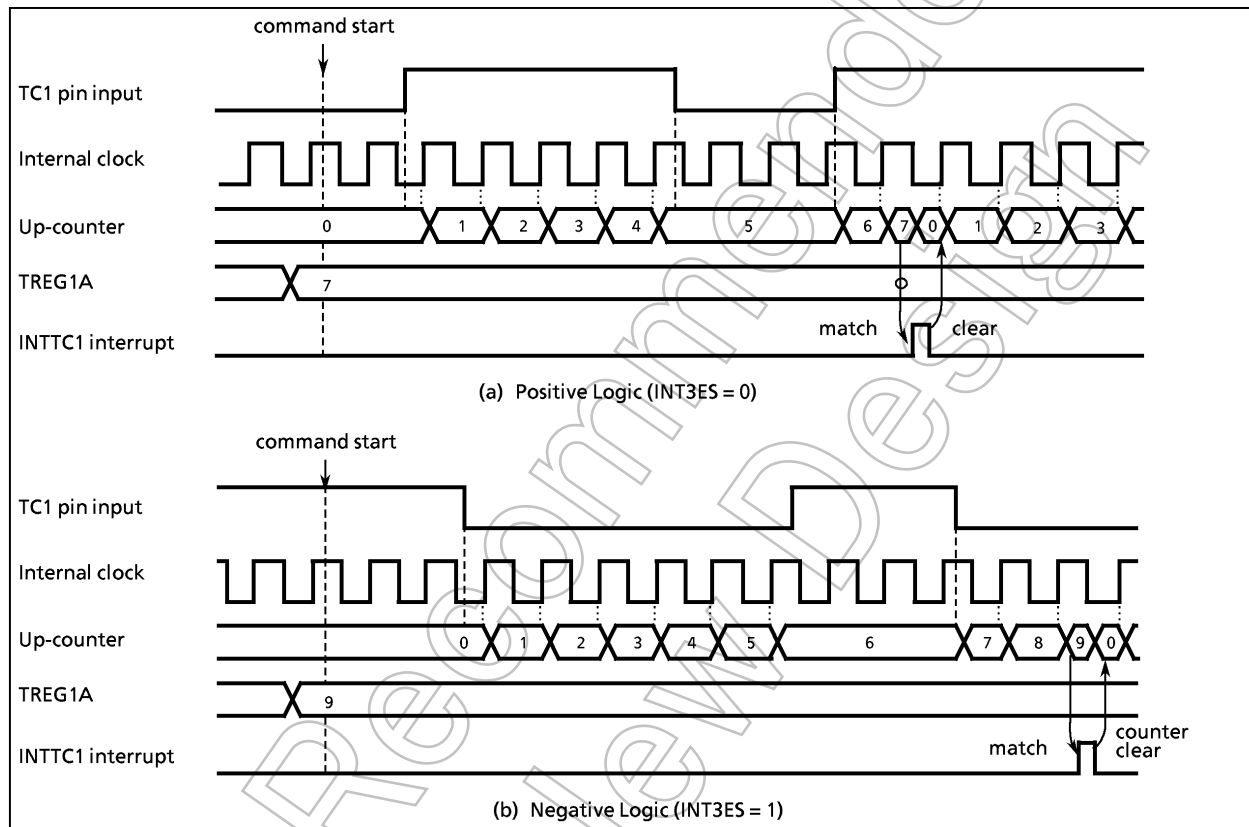 command start
TC1 pin input
Internal clock
Up-counter 0 1 2 3 4 5 6 7 0 1 2 3
TREG1A 7
match clear
INTTC1 interrupt
(a) Positive Logic (INT3ES = 0)
command start
TC1 pin input
Internal clock
Up-counter 0 1 2 3 4 5 6 7 8 9 0
TREG1A 9
counter
match clear
INTTC1 interrupt
(b) Negative Logic (INT3ES = 1)
Recommende
ew Design